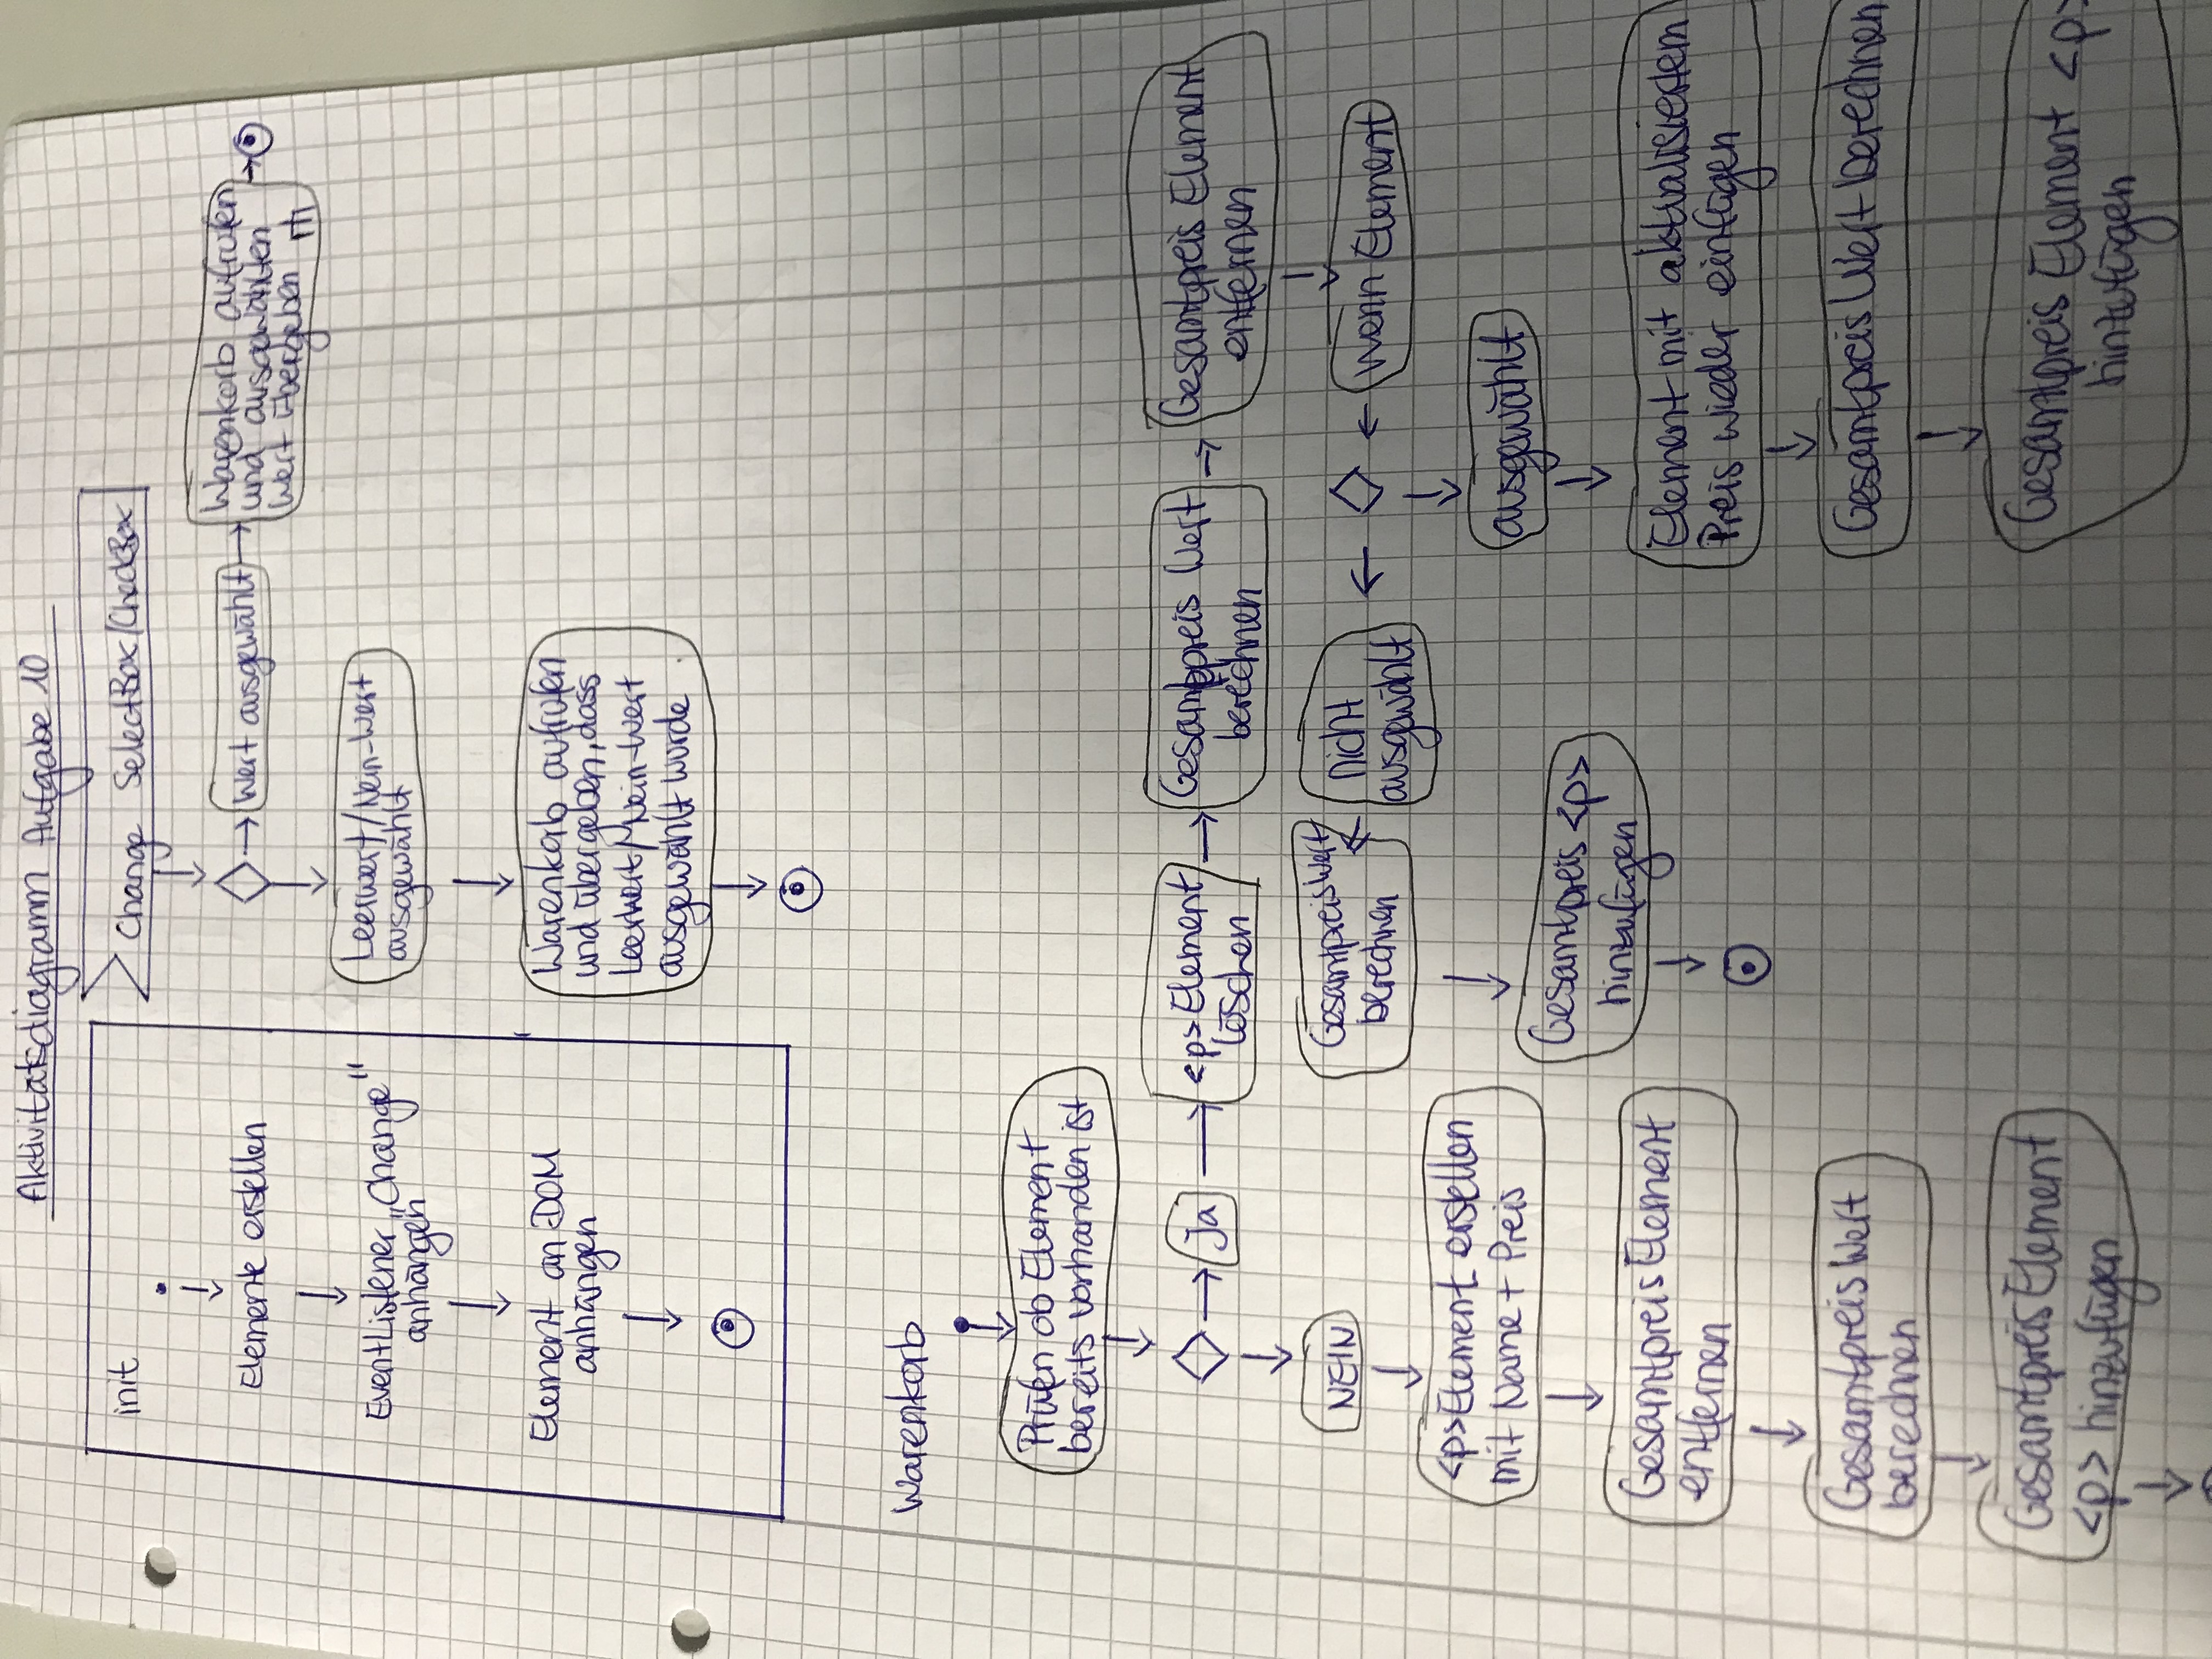 Aktivitätsdiagramm Aufgabe 10
init
Elemente erstellen
EventListener „Change“
anhängen
Element an DOM
anhängen
Change SelectBox/CheckBox
Wert ausgewählt
Warenkorb aufrufen
und ausgewählten
Wert übergeben
Leerwert/Nein-Wert
ausgewählt
Warenkorb aufrufen
und übergeben, dass
Leerwert/Nein-Wert
ausgewählt wurde
Warenkorb
Prüfen ob Element
bereits vorhanden ist
Ja
<p> Element
löschen
Gesamtpreis Wert
berechnen
Gesamtpreis Element
entfernen
Wenn Element
nicht
ausgewählt
Gesamtpreis Wert
berechnen
Gesamtpreis <p>
hinzufügen
ausgewählt
Element mit aktualisiertem
Preis wieder einfügen
Gesamtpreis Wert berechnen
Gesamtpreis Element <p>
hinzufügen
NEIN
<p> Element erstellen
mit Name + Preis
Gesamtpreis Element
entfernen
Gesamtpreis Wert
berechnen
Gesamtpreis Element
<p> hinzufügen